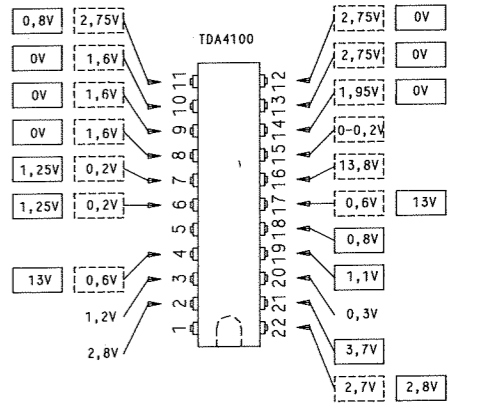 0,8V 2,75V 2,75V 0V
TDA4100
0V 1,6V 11 12 2,75V 0V
0V 1,6V 10 13 1,95V 0V
0V 1,6V 9 14 0-0,2V
1,25V 0,2V 8 15 13,8V
1,25V 0,2V 7 16 0,6V 13V
6 17
5 18 0,8V
13V 0,6V 4 19 1,1V
1,2V 3 20 0,3V
2,8V 2 21 3,7V
1 22 2,7V 2,8V